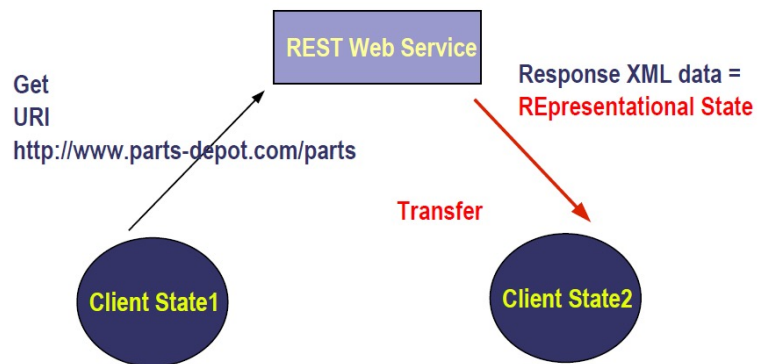 REST Web Service
Get
URI
http://www.parts-depot.com/parts
Response XML data =
REpresentational State
Transfer
Client State1
Client State2